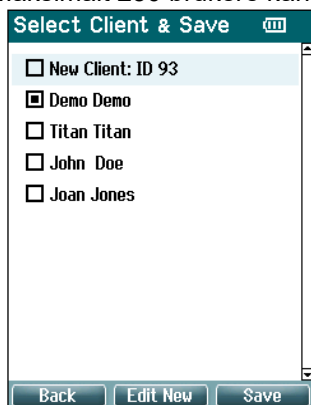 Select Client & Save
New Client: ID 93
Demo Demo
Titan Titan
John Doe
Joan Jones
Back Edit New Save